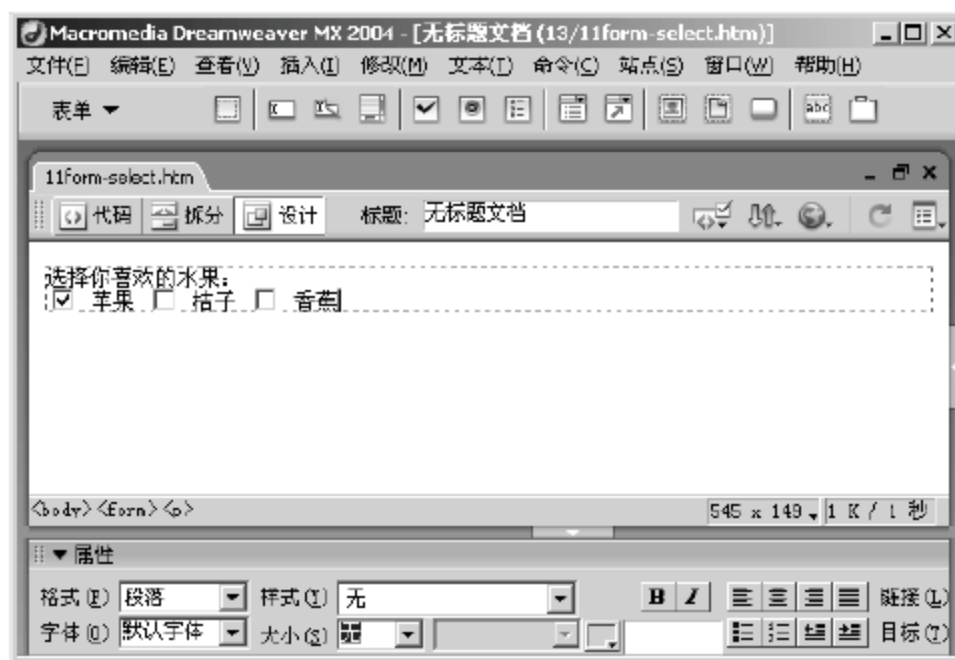 Macromedia Dreamweaver MX 2004 - [无标题文档 (13/11form-select.htm)]
文件(F) 编辑(E) 查看(V) 插入(I) 修改(M) 文本(T) 命令(C) 站点(S) 窗口(W) 帮助(H)
表单
abc
11form-select.htm
代码 拆分 设计 标题: 无标题文档
选择你喜欢的水果:
苹果 桔子 香蕉
<body> <form> <p> 545 x 149 1 K / 1 秒
属性
格式(F) 段落 样式(Y) 无 B I 链接(L)
字体(O) 默认字体 大小(S) 目标(T)